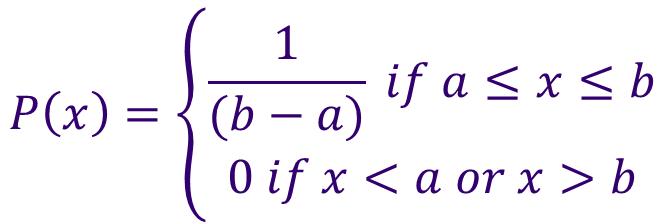 P(x) = { 1/(b − a) if a ≤ x ≤ b
0 if x < a or x > b